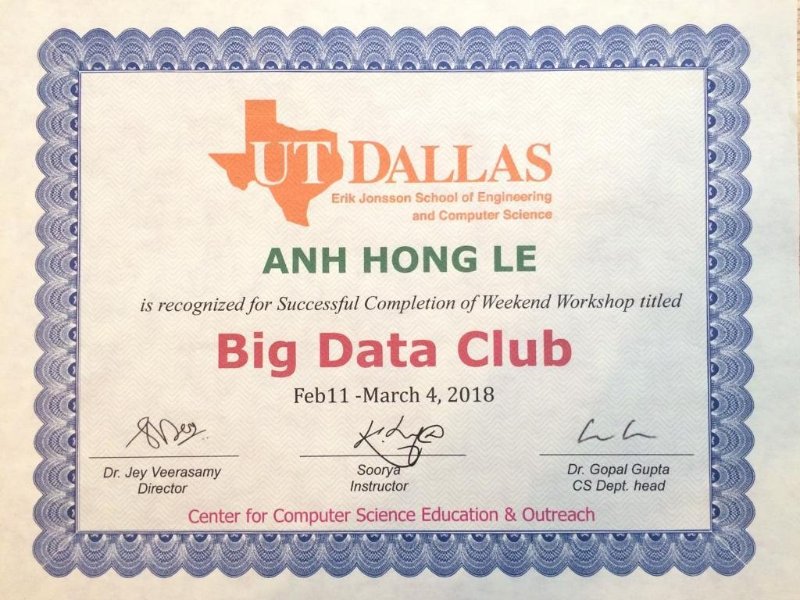 UT DALLAS
Erik Jonsson School of Engineering
and Computer Science
ANH HONG LE
is recognized for Successful Completion of Weekend Workshop titled
Big Data Club
Feb11 -March 4, 2018
Dr. Jey Veerasamy
Director
Soorya
Instructor
Dr. Gopal Gupta
CS Dept. head
Center for Computer Science Education & Outreach